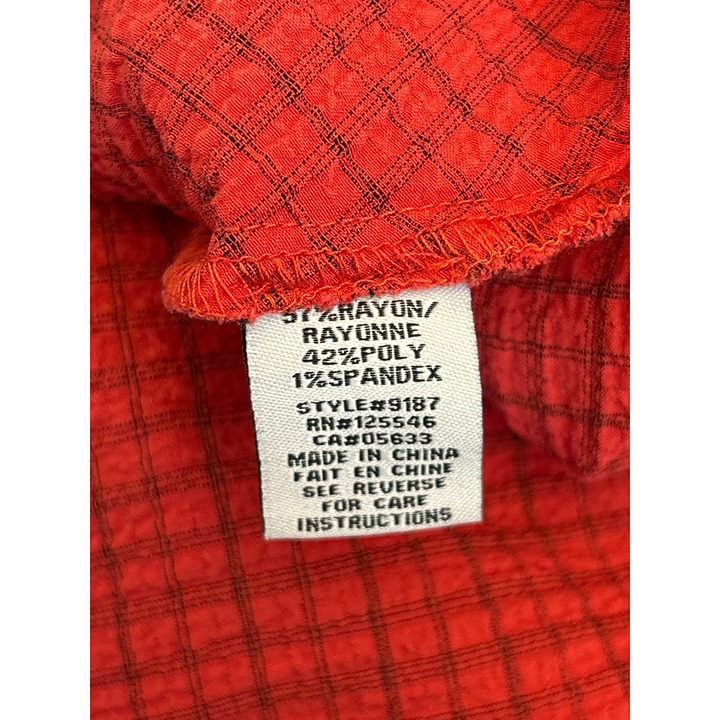 57%RAYON/
RAYONNE
42%POLY
1%SPANDEX
STYLE#9187
RN#125546
CA#05633
MADE IN CHINA
FAIT EN CHINE
SEE REVERSE
FOR CARE
INSTRUCTIONS